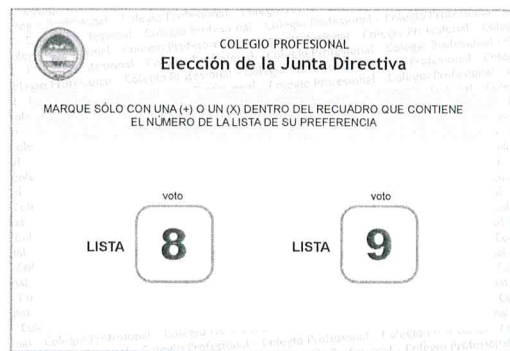 COLEGIO PROFESIONAL
Elección de la Junta Directiva
MARQUE SÓLO CON UNA (+) O UN (X) DENTRO DEL RECUADRO QUE CONTIENE
EL NÚMERO DE LA LISTA DE SU PREFERENCIA
voto voto
LISTA 8 LISTA 9